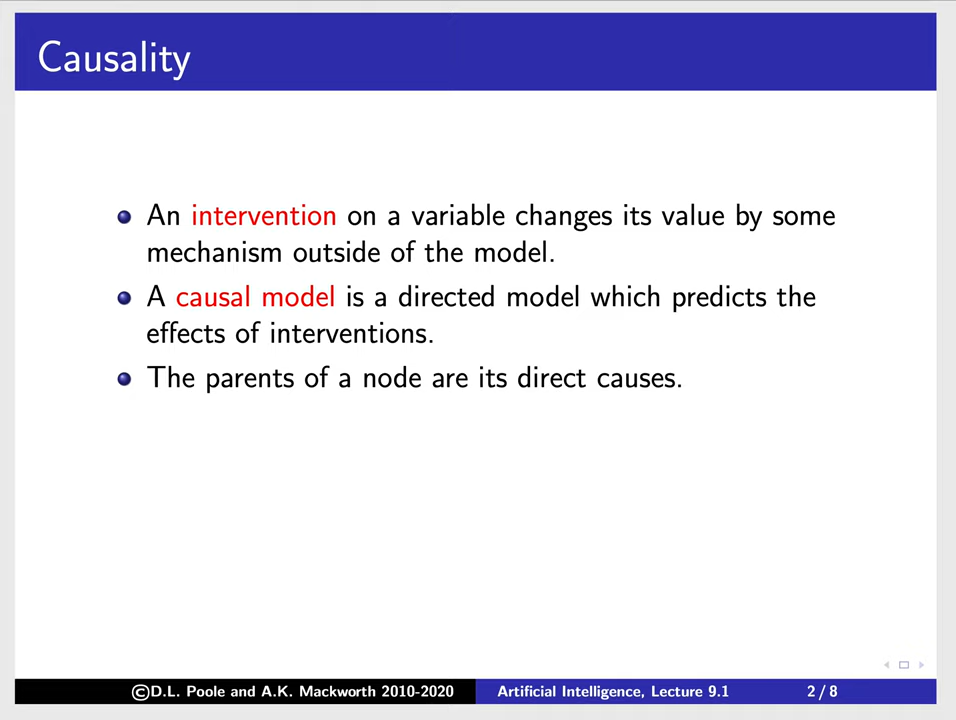 Causality
An intervention on a variable changes its value by some
mechanism outside of the model.
A causal model is a directed model which predicts the
effects of interventions.
The parents of a node are its direct causes.
©D.L. Poole and A.K. Mackworth 2010-2020 Artificial Intelligence, Lecture 9.1 2 / 8